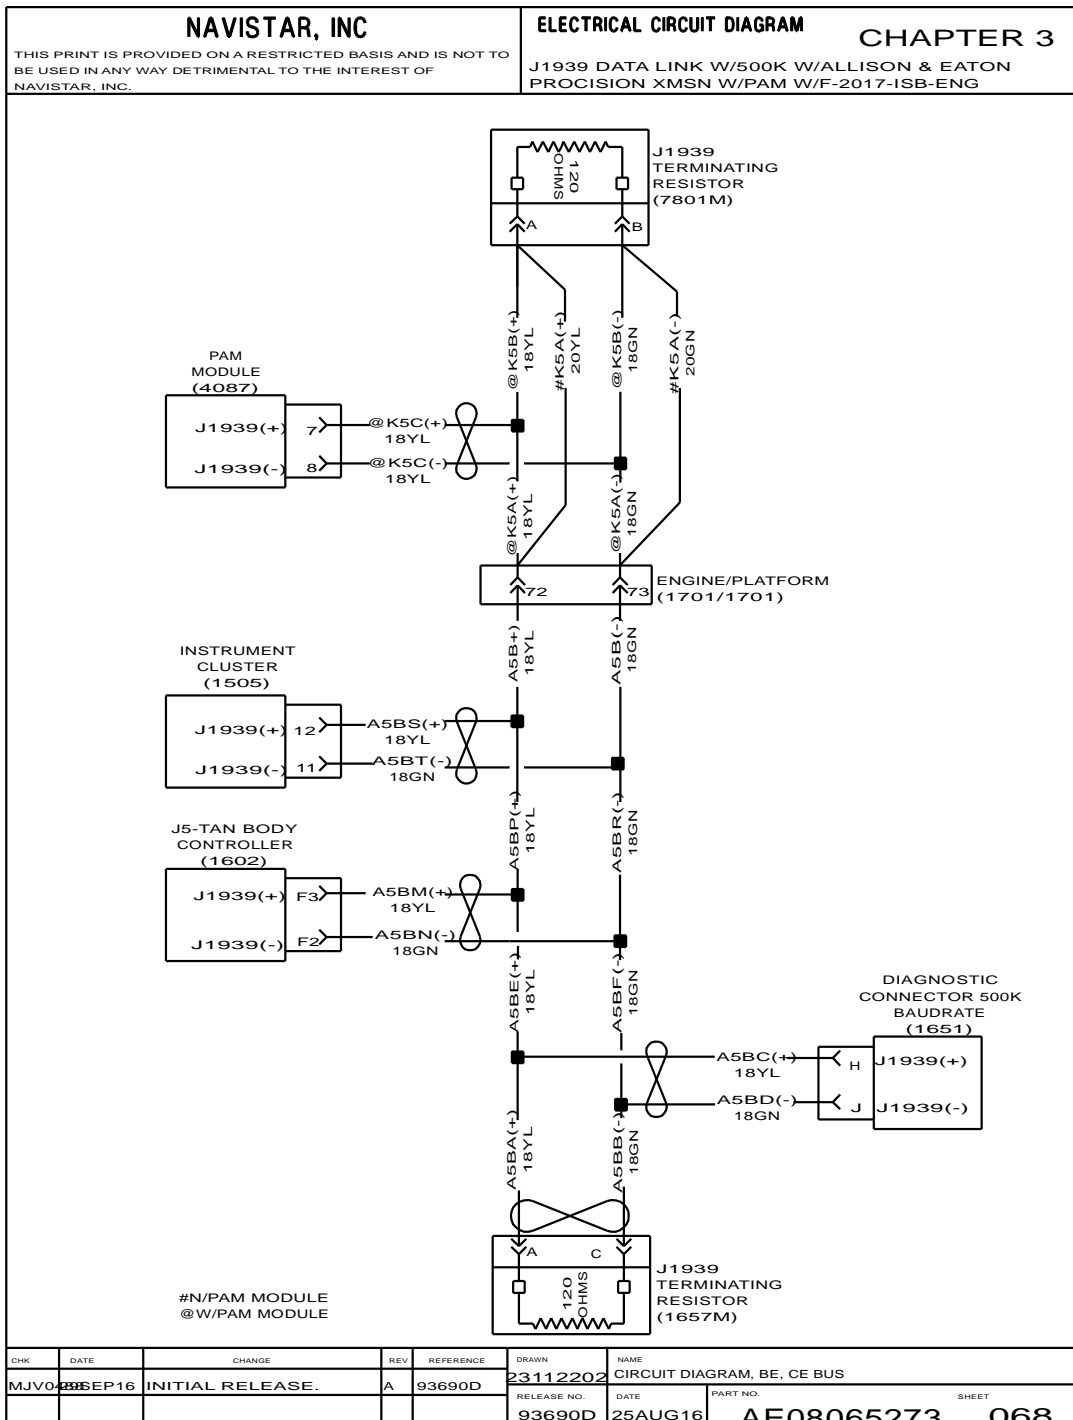 NAVISTAR, INC
THIS PRINT IS PROVIDED ON A RESTRICTED BASIS AND IS NOT TO
BE USED IN ANY WAY DETRIMENTAL TO THE INTEREST OF
NAVISTAR, INC.
ELECTRICAL CIRCUIT DIAGRAM
CHAPTER 3
J1939 DATA LINK W/500K W/ALLISON & EATON
PROCISION XMSN W/PAM W/F-2017-ISB-ENG
120
OHMS
A
B
J1939
TERMINATING
RESISTOR
(7801M)
@K5B(+)
18YL
#K5A(+)
20YL
@K5B(-)
18GN
#K5A(-)
20GN
PAM
MODULE
(4087)
J1939(+)
7
@K5C(+)
18YL
J1939(-)
8
@K5C(-)
18YL
@K5A(+)
18YL
@K5A(-)
18GN
72
73
ENGINE/PLATFORM
(1701/1701)
A5B+)
18YL
A5B(-)
18GN
INSTRUMENT
CLUSTER
(1505)
J1939(+)
12
A5BS(+)
18YL
J1939(-)
11
A5BT(-)
18GN
A5BP(+)
18YL
A5BR(-)
18GN
J5-TAN BODY
CONTROLLER
(1602)
J1939(+)
F3
A5BM(+)
18YL
J1939(-)
F2
A5BN(-)
18GN
A5BE(+)
18YL
A5BF(-)
18GN
DIAGNOSTIC
CONNECTOR 500K
BAUDRATE
(1651)
A5BC(+)
18YL
H
J1939(+)
A5BD(-)
18GN
J
J1939(-)
A5BA(+)
18YL
A5BB(-)
18GN
A
C
120
OHMS
J1939
TERMINATING
RESISTOR
(1657M)
#N/PAM MODULE
@W/PAM MODULE
CHK DATE CHANGE REV REFERENCE
SEP16 INITIAL RELEASE. A 93690D
DRAWN
23112202
NAME
CIRCUIT DIAGRAM, BE, CE BUS
RELEASE NO.
93690D
DATE
25AUG16
PART NO.
AE08065273
SHEET
068